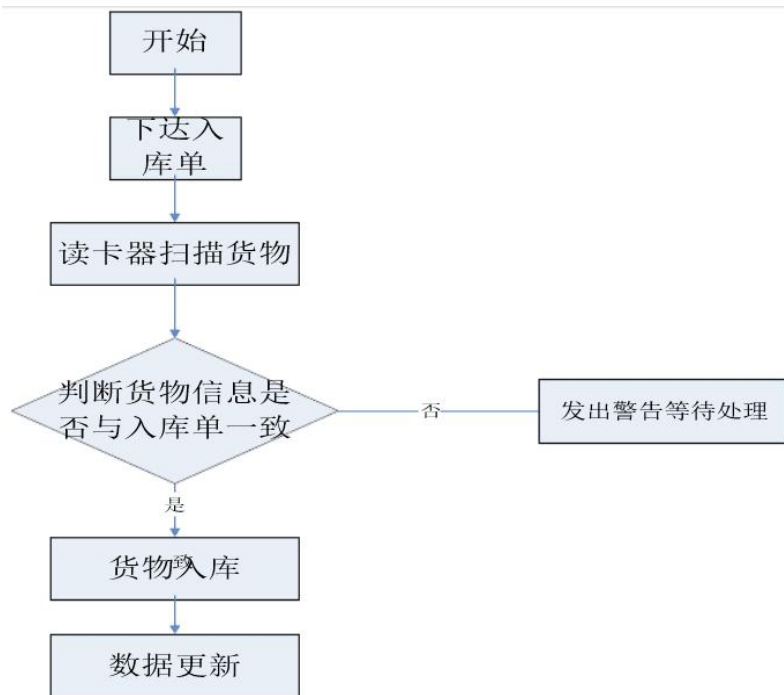 开始
下达入
库单
读卡器扫描货物
判断货物信息是
否与入库单一致
否
发出警告等待处理
是
致
货物入库
数据更新